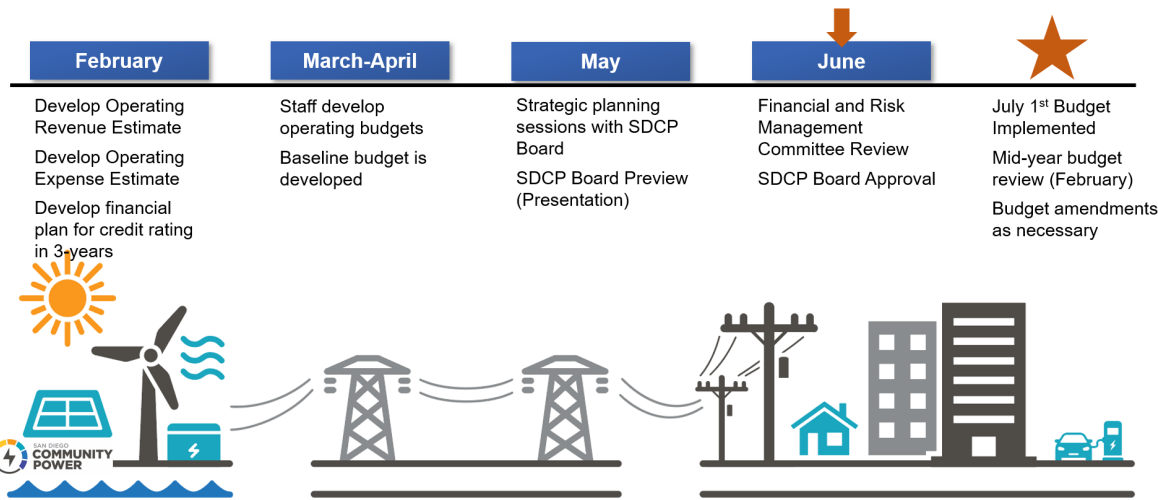 February
Develop Operating
Revenue Estimate
Develop Operating
Expense Estimate
Develop financial
plan for credit rating
in 3-years
March-April
Staff develop
operating budgets
Baseline budget is
developed
May
Strategic planning
sessions with SDCP
Board
SDCP Board Preview
(Presentation)
June
Financial and Risk
Management
Committee Review
SDCP Board Approval
July 1st Budget
Implemented
Mid-year budget
review (February)
Budget amendments
as necessary
SAN DIEGO
COMMUNITY
POWER